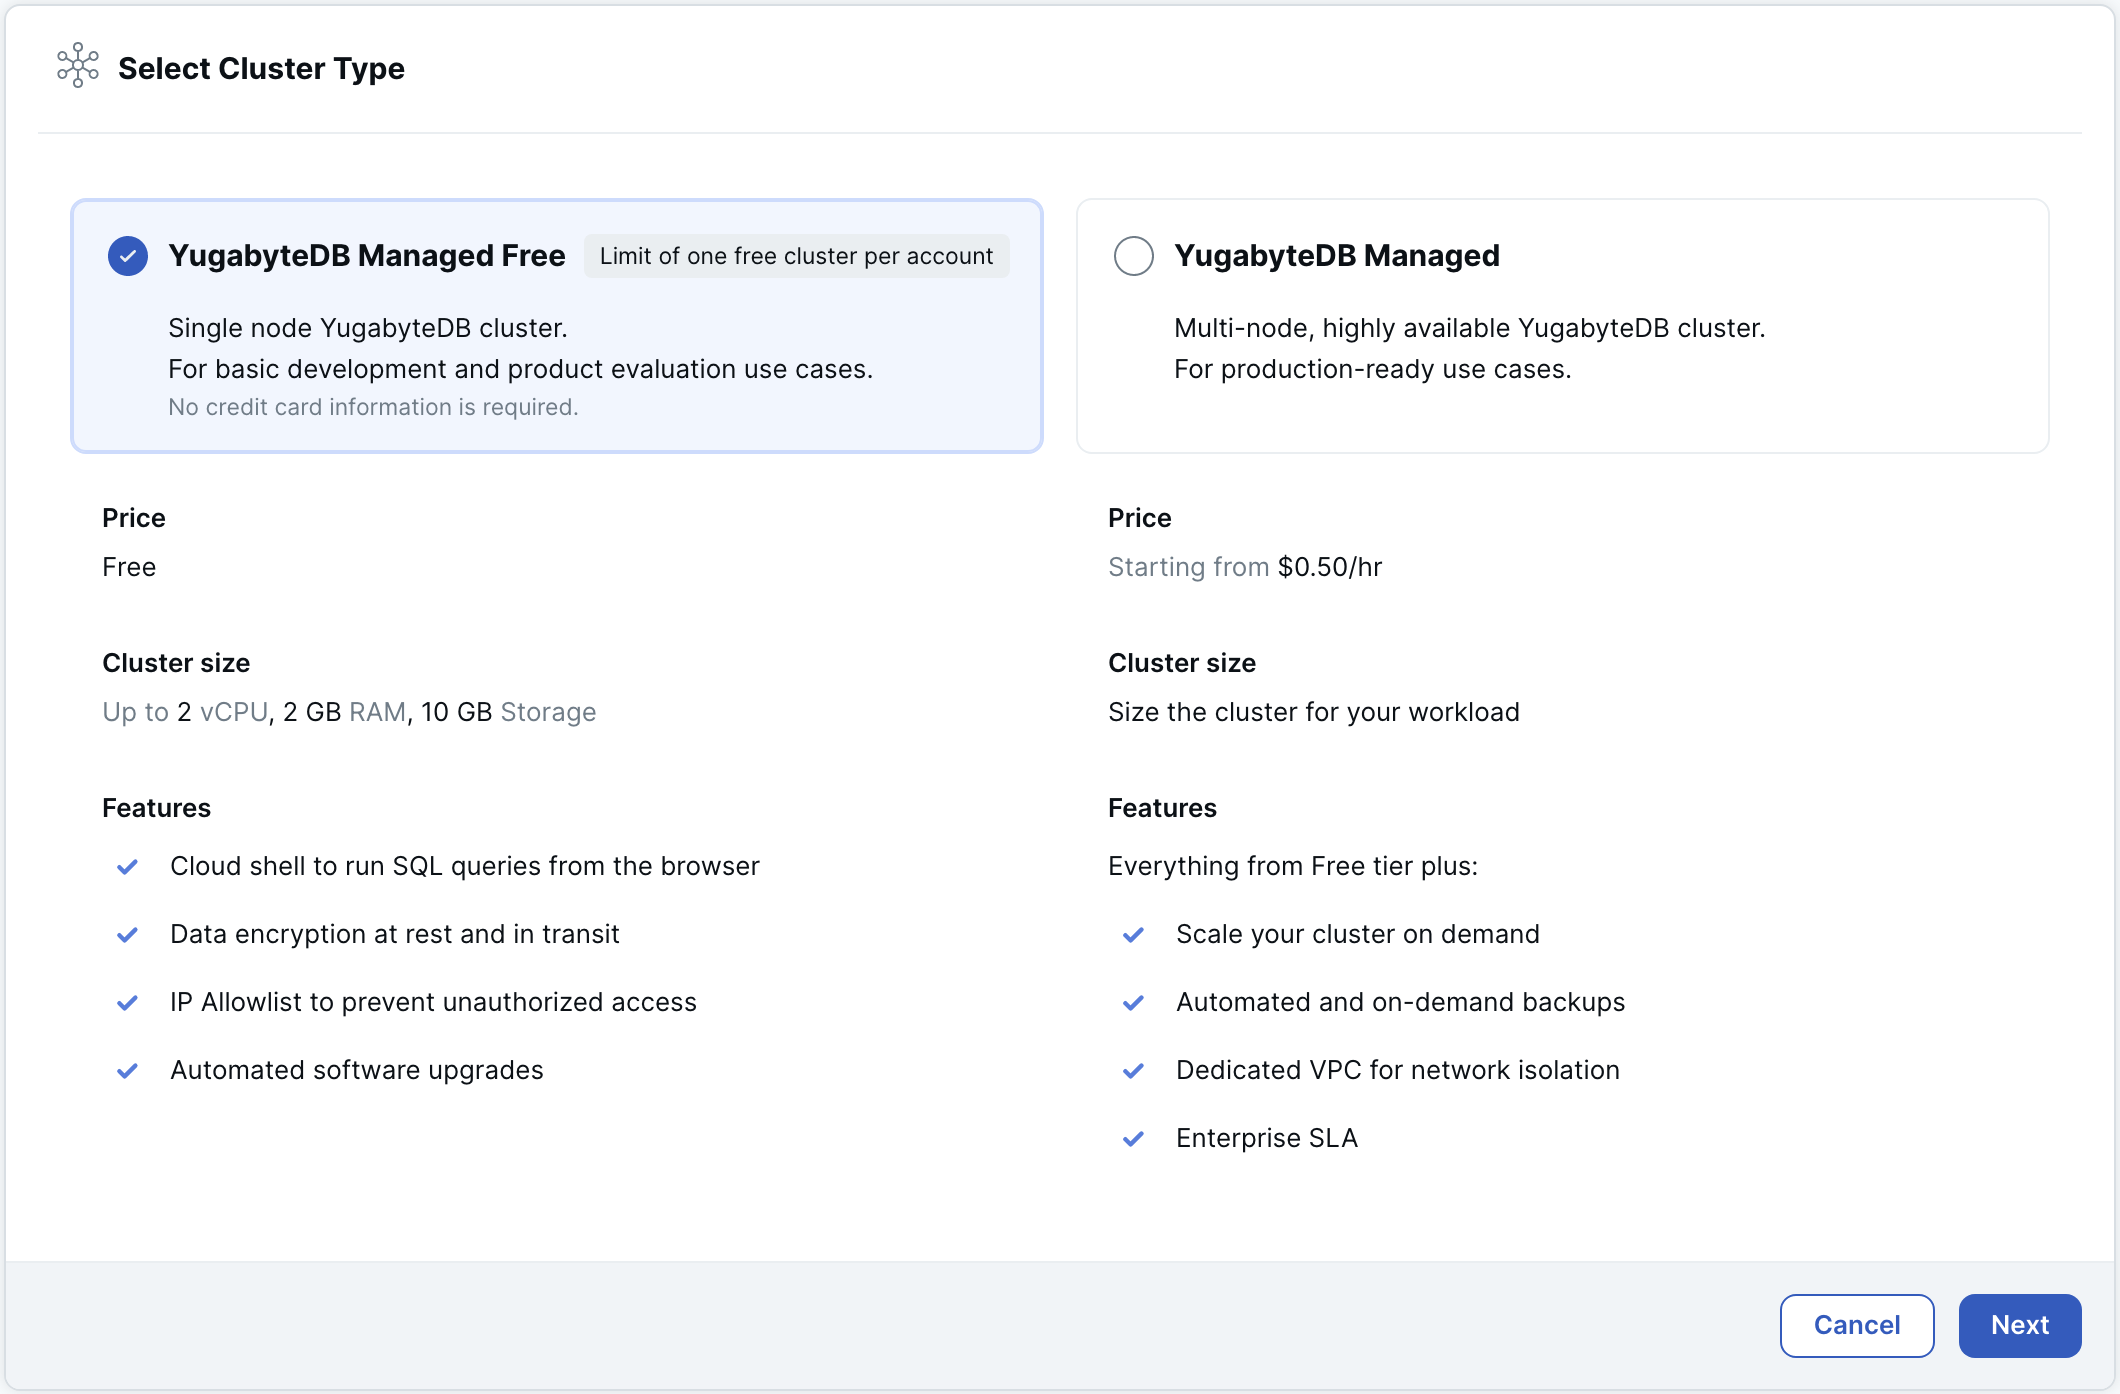 Select Cluster Type
YugabyteDB Managed Free
Limit of one free cluster per account
Single node YugabyteDB cluster.
For basic development and product evaluation use cases.
No credit card information is required.
Price
Free
Cluster size
Up to 2 vCPU, 2 GB RAM, 10 GB Storage
Features
Cloud shell to run SQL queries from the browser
Data encryption at rest and in transit
IP Allowlist to prevent unauthorized access
Automated software upgrades
YugabyteDB Managed
Multi-node, highly available YugabyteDB cluster.
For production-ready use cases.
Price
Starting from $0.50/hr
Cluster size
Size the cluster for your workload
Features
Everything from Free tier plus:
Scale your cluster on demand
Automated and on-demand backups
Dedicated VPC for network isolation
Enterprise SLA
Cancel
Next